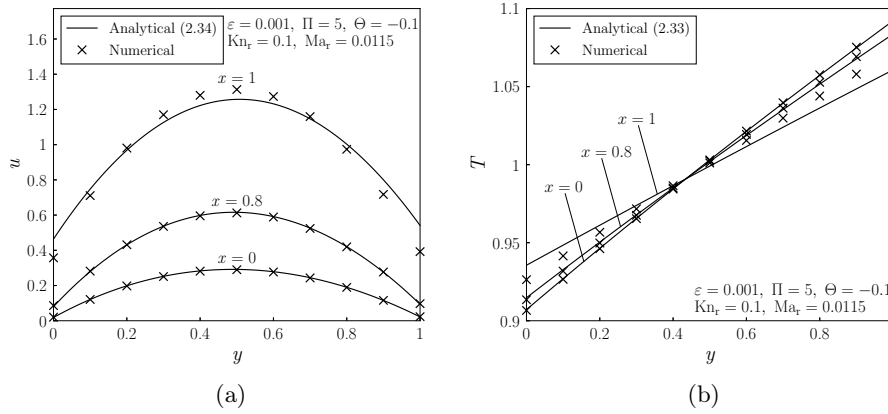 Analytical (2.34)
Numerical
ε = 0.001, Π = 5, Θ = −0.1
Kn_r = 0.1, Ma_r = 0.0115
1.6
1.4
1.2
1.0
0.8
0.6
0.4
0.2
0
u
x = 1
x = 0.8
x = 0
0 0.2 0.4 0.6 0.8 1
y
(a)
Analytical (2.33)
Numerical
1.1
1.05
1
0.95
0.9
T
x = 1
x = 0.8
x = 0
ε = 0.001, Π = 5, Θ = −0.1
Kn_r = 0.1, Ma_r = 0.0115
0 0.2 0.4 0.6 0.8
y
(b)